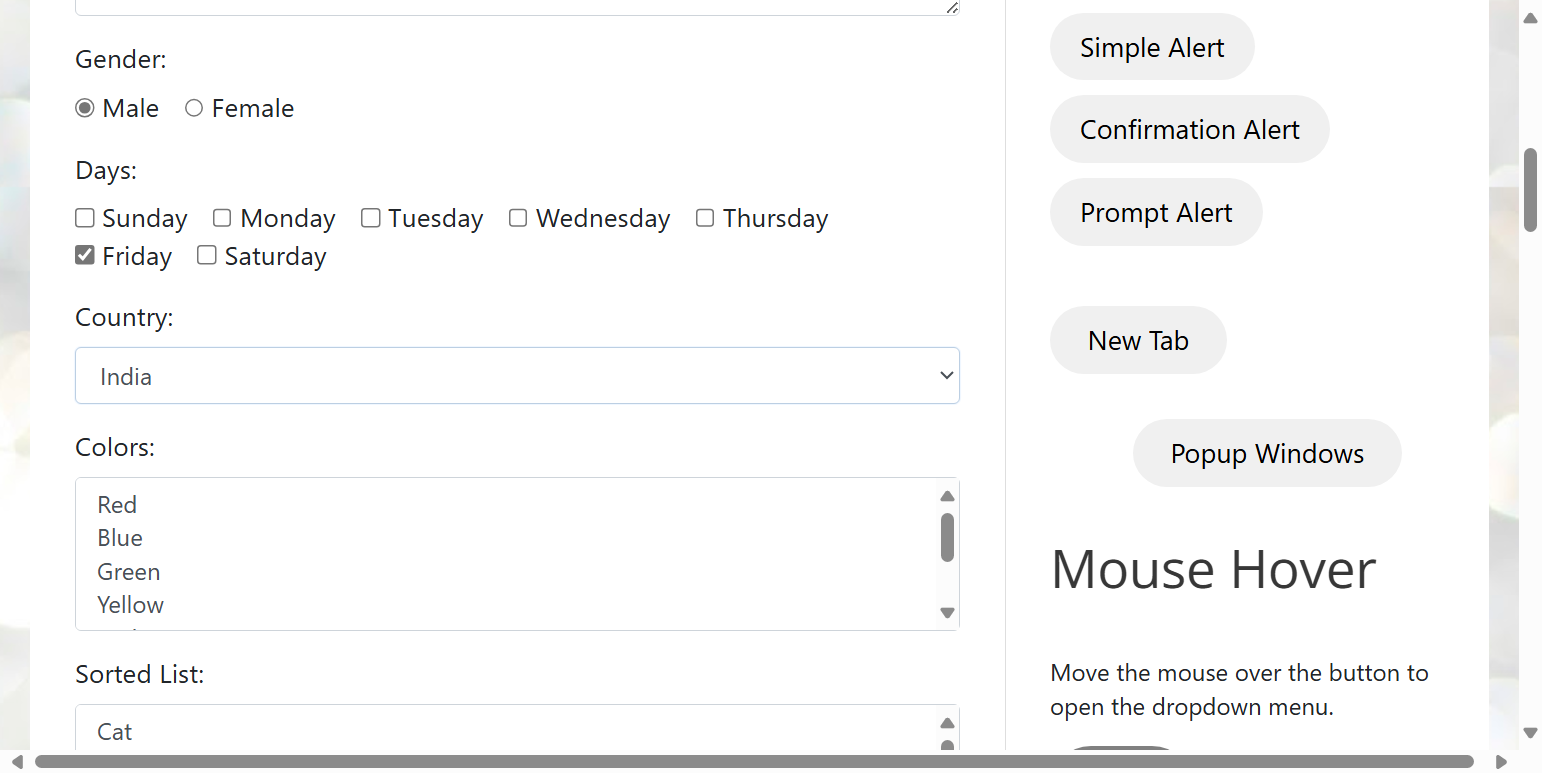 Gender:
Male Female
Days:
Sunday Monday Tuesday Wednesday Thursday
Friday Saturday
Country:
India
Colors:
Red
Blue
Green
Yellow
Sorted List:
Cat
Simple Alert
Confirmation Alert
Prompt Alert
New Tab
Popup Windows
Mouse Hover
Move the mouse over the button to
open the dropdown menu.